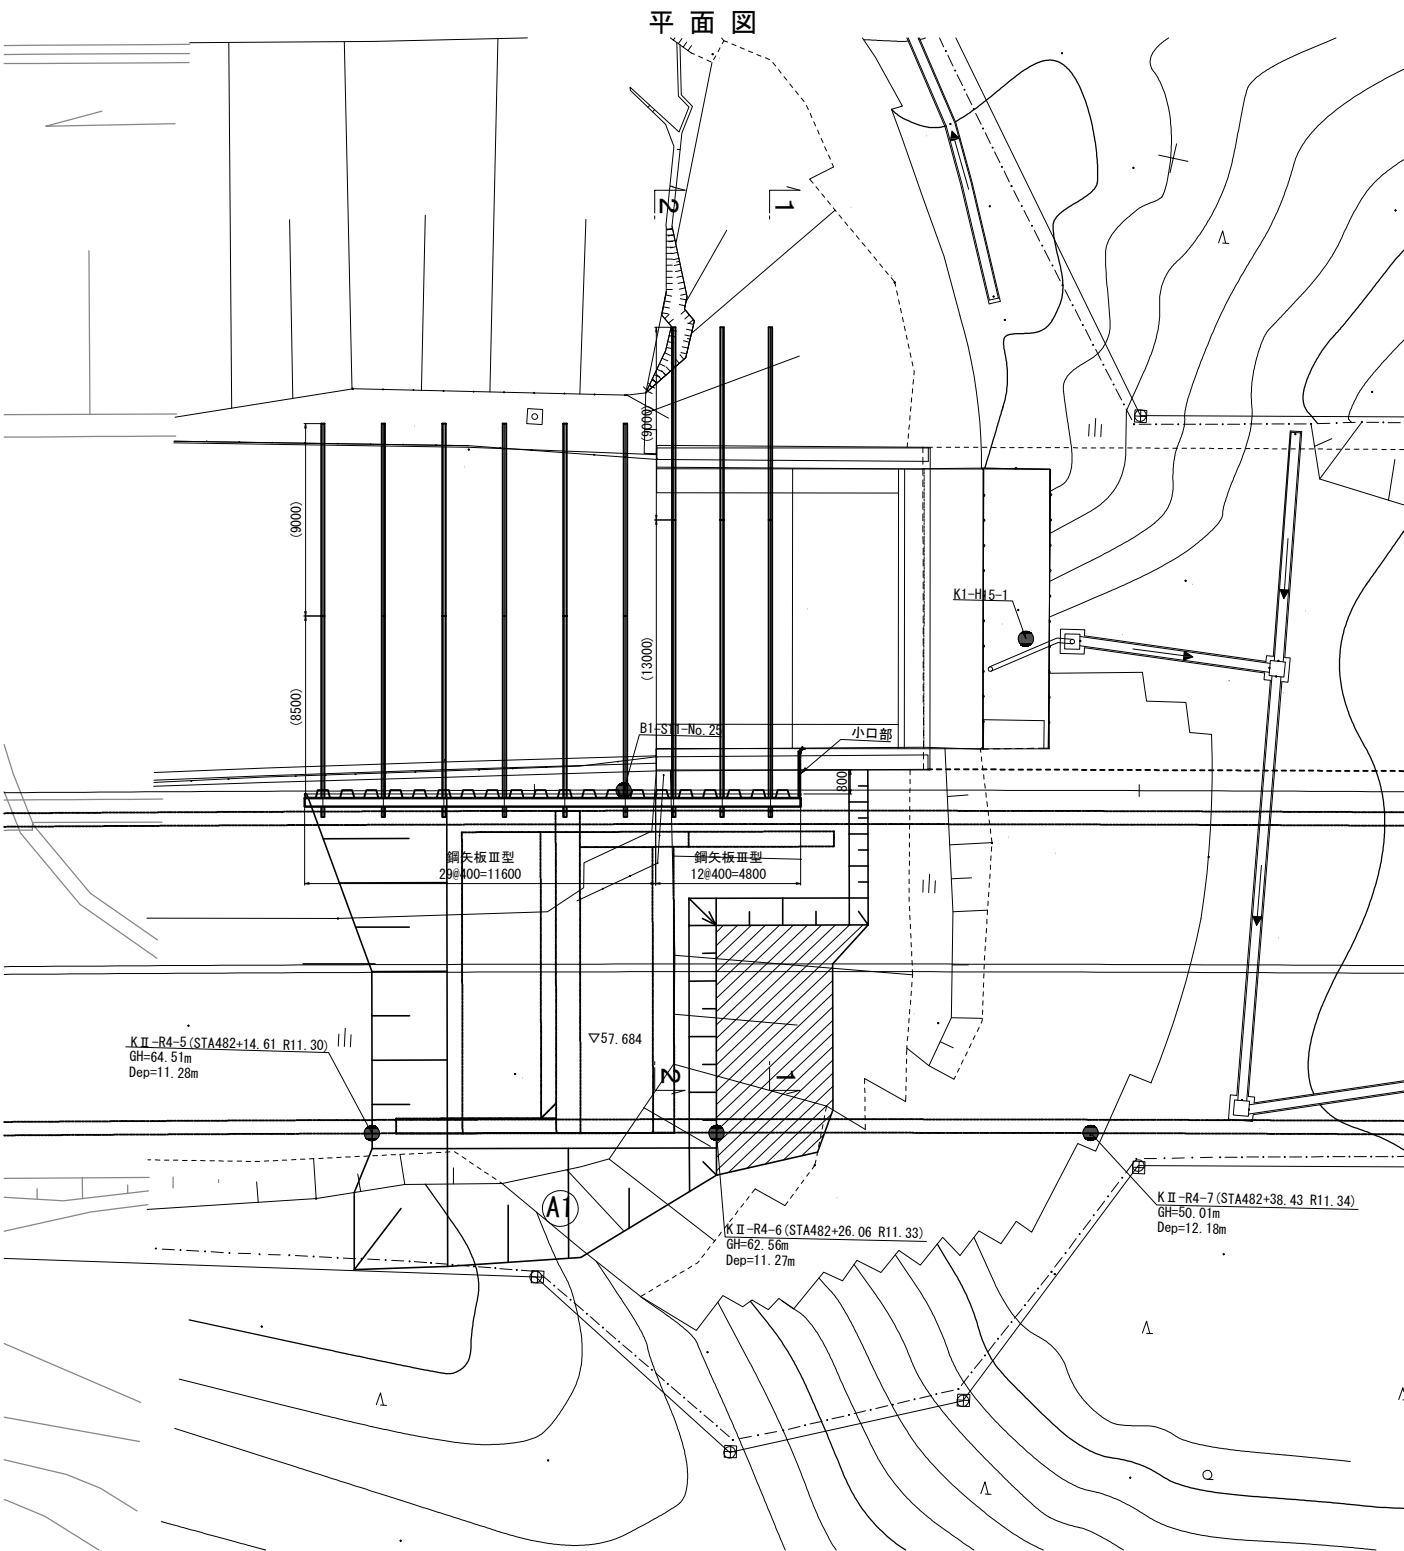 平面図
2
1
(9000)
(9000)
K1-H15-1
(13000)
(8500)
B1-S11-No.25
小口部
800
鋼矢板Ⅲ型
29@400=11600
鋼矢板Ⅲ型
12@400=4800
KⅡ-R4-5(STA482+14.61 R11.30)
GH=64.51m
Dep=11.28m
▽57.684
2
1
A1
KⅡ-R4-6(STA482+26.06 R11.33)
GH=62.56m
Dep=11.27m
KⅡ-R4-7(STA482+38.43 R11.34)
GH=50.01m
Dep=12.18m